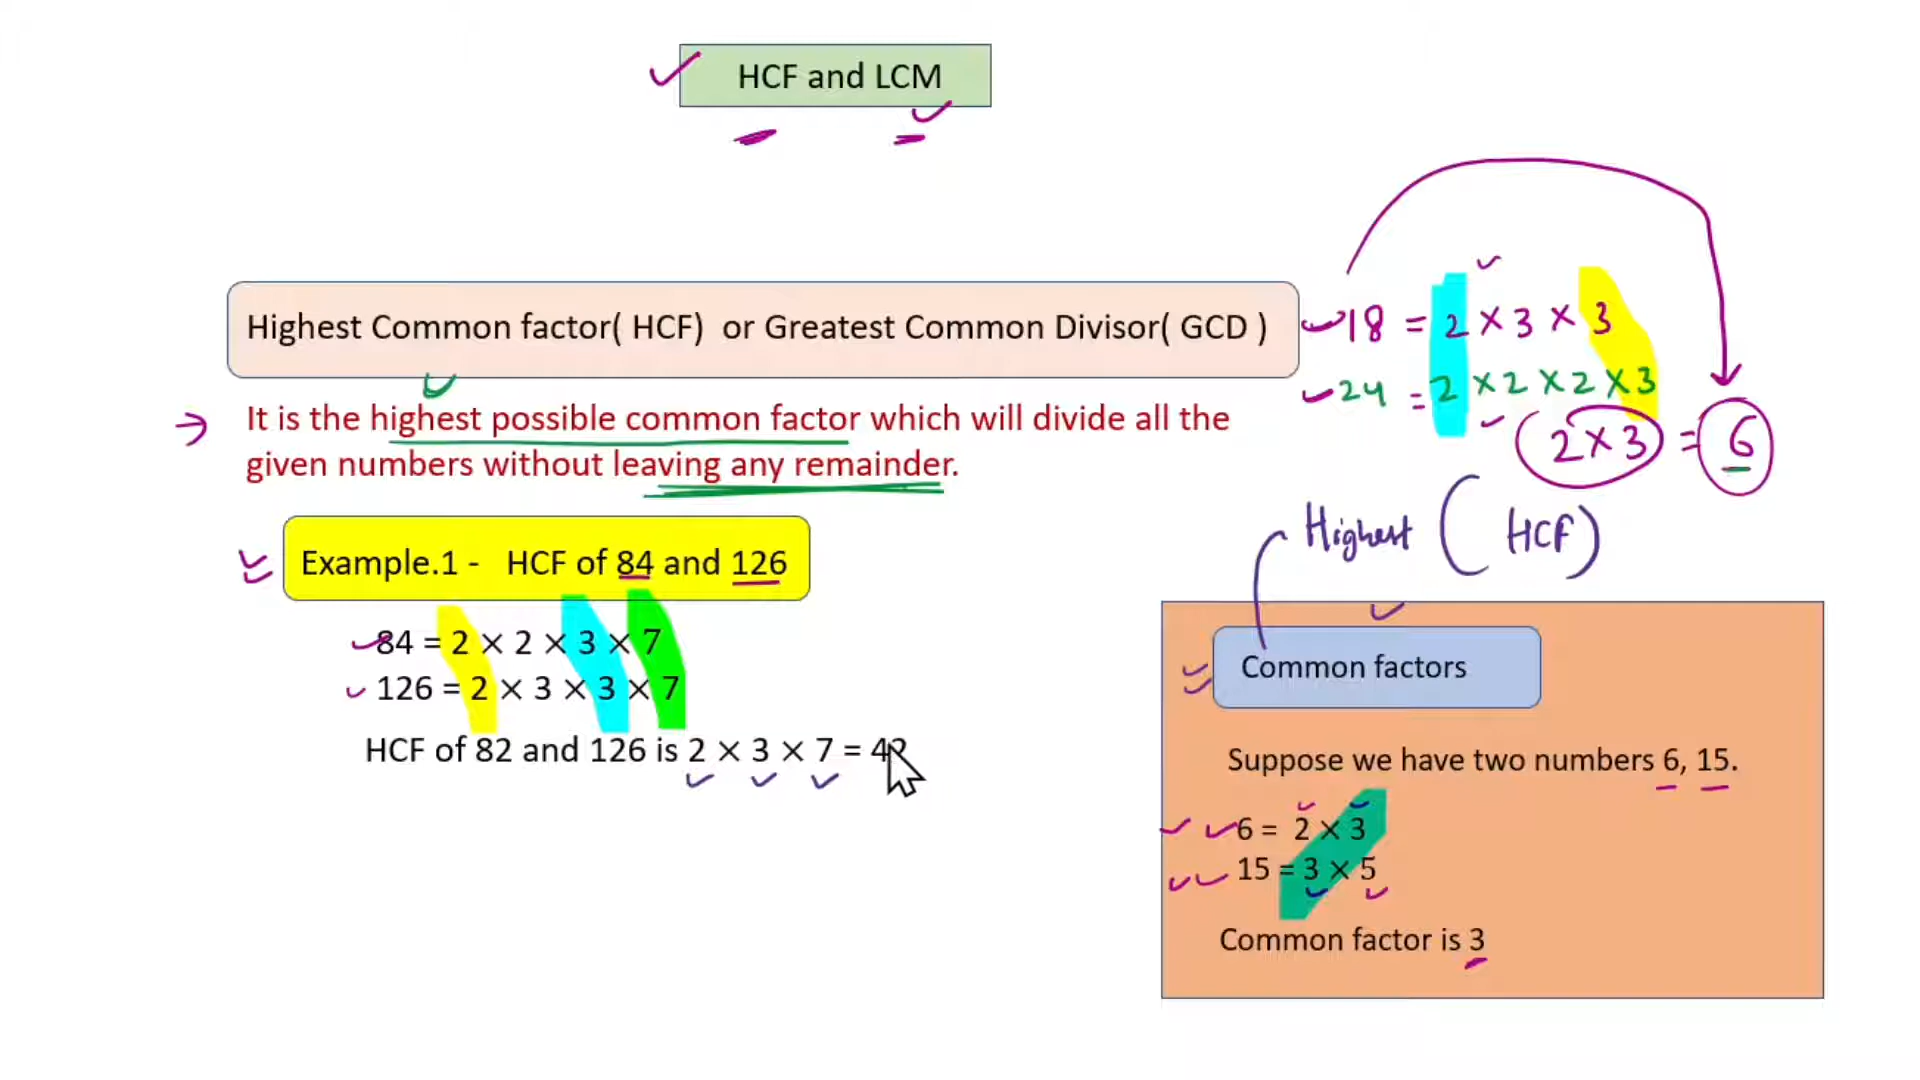 HCF and LCM
Highest Common factor( HCF)  or Greatest Common Divisor( GCD )
It is the highest possible common factor which will divide all the
given numbers without leaving any remainder.
Example.1 -   HCF of 84 and 126
84 = 2 × 2 × 3 × 7
126 = 2 × 3 × 3 × 7
HCF of 82 and 126 is 2 × 3 × 7 = 42
18 = 2 × 3 × 3
24 = 2 × 2 × 2 × 3
2 × 3 = 6
Highest ( HCF)
Common factors
Suppose we have two numbers 6, 15.
6 =  2 × 3
15 = 3 × 5
Common factor is 3